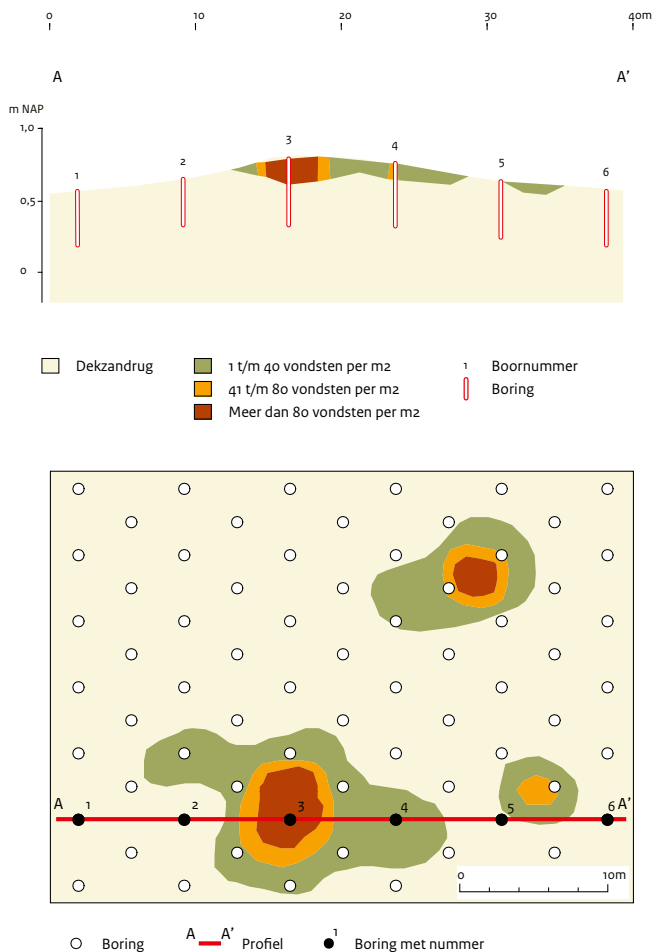 0 10 20 30 40m
A A'
m NAP
1,0
0,5
0
1 2 3 4 5 6
Dekzandrug
1 t/m 40 vondsten per m2
41 t/m 80 vondsten per m2
Meer dan 80 vondsten per m2
1 Boornummer
Boring
A 1 2 3 4 5 6 A'
0 10m
Boring
A A' Profiel
1 Boring met nummer